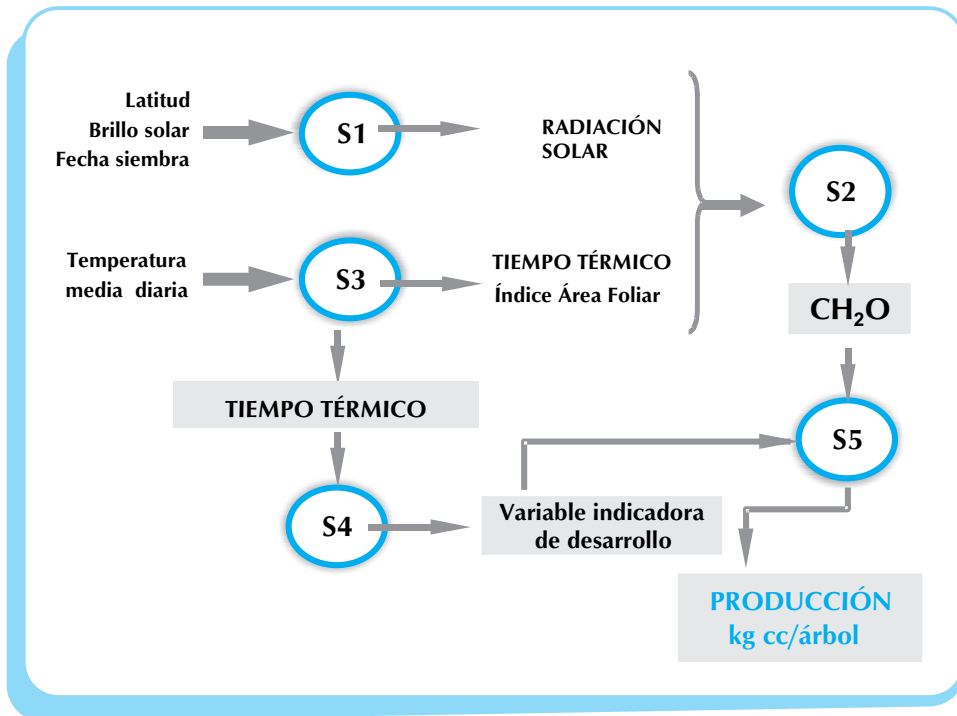 Latitud
Brillo solar
Fecha siembra
S1
RADIACIÓN
SOLAR
S2
Temperatura
media diaria
S3
TIEMPO TÉRMICO
Índice Área Foliar
CH₂O
TIEMPO TÉRMICO
S5
S4
Variable indicadora
de desarrollo
PRODUCCIÓN
kg cc/árbol